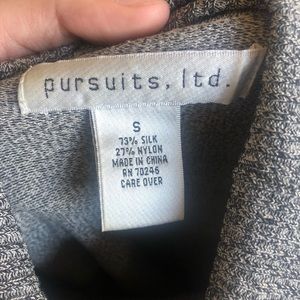 pursuits, ltd.
S
73% SILK
27% NYLON
MADE IN CHINA
RN 70246
CARE OVER